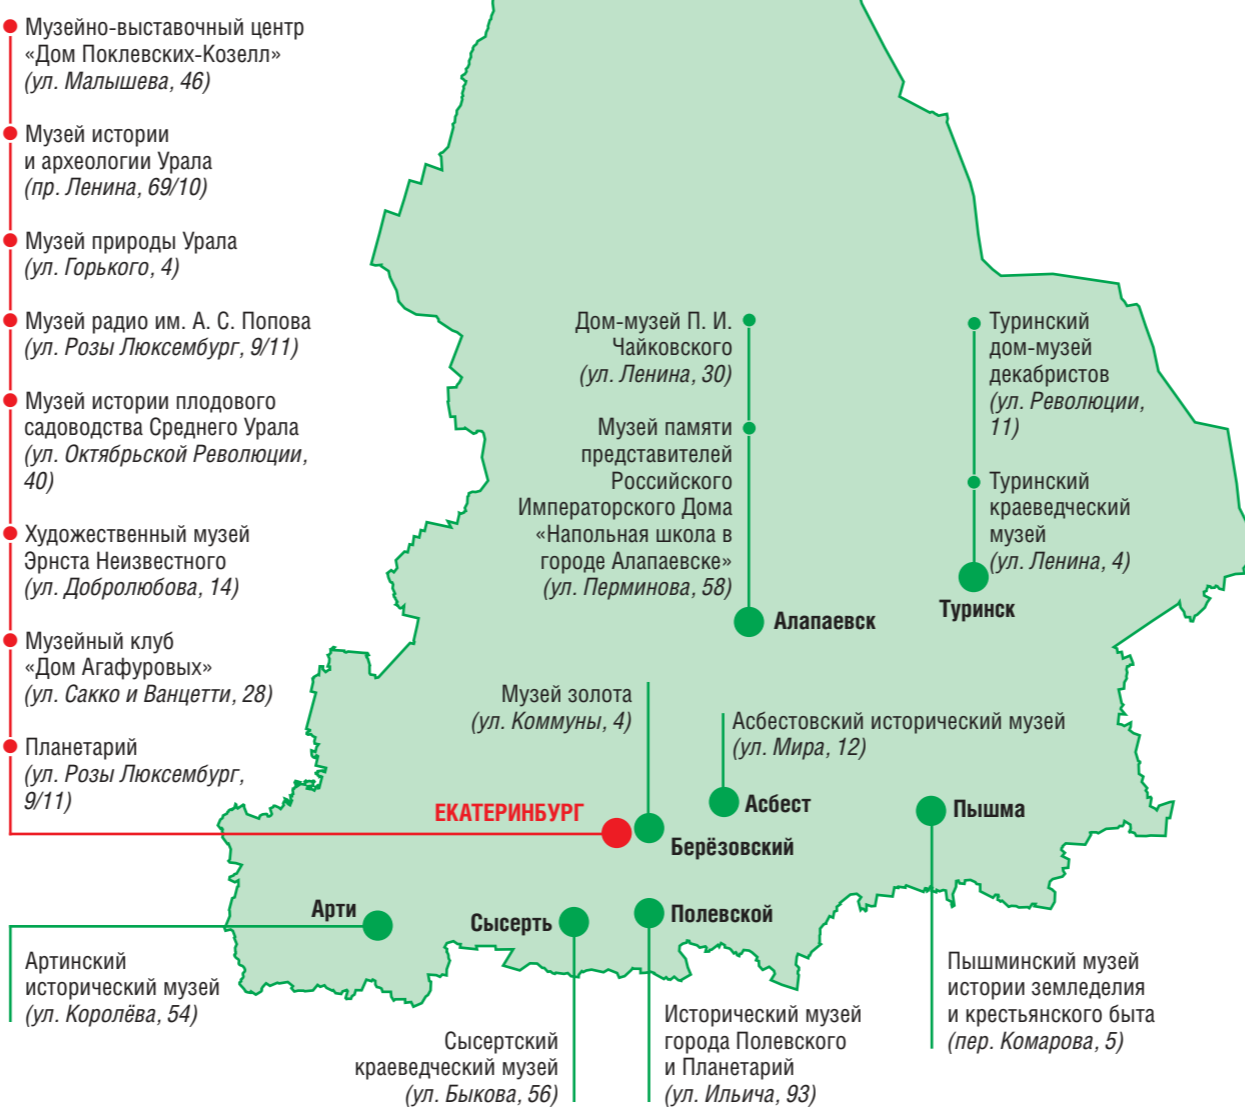 Музейно-выставочный центр
«Дом Поклевских-Козелл»
(ул. Малышева, 46)
Музей истории
и археологии Урала
(пр. Ленина, 69/10)
Музей природы Урала
(ул. Горького, 4)
Музей радио им. А. С. Попова
(ул. Розы Люксембург, 9/11)
Музей истории плодового
садоводства Среднего Урала
(ул. Октябрьской Революции,
40)
Художественный музей
Эрнста Неизвестного
(ул. Добролюбова, 14)
Музейный клуб
«Дом Агафуровых»
(ул. Сакко и Ванцетти, 28)
Планетарий
(ул. Розы Люксембург,
9/11)
ЕКАТЕРИНБУРГ
Дом-музей П. И.
Чайковского
(ул. Ленина, 30)
Музей памяти
представителей
Российского
Императорского Дома
«Напольная школа в
городе Алапаевске»
(ул. Перминова, 58)
Алапаевск
Туринский
дом-музей
декабристов
(ул. Революции,
11)
Туринский
краеведческий
музей
(ул. Ленина, 4)
Туринск
Музей золота
(ул. Коммуны, 4)
Берёзовский
Асбестовский исторический музей
(ул. Мира, 12)
Асбест
Пышма
Пышминский музей
истории земледелия
и крестьянского быта
(пер. Комарова, 5)
Арти
Артинский
исторический музей
(ул. Королёва, 54)
Сысерть
Сысертский
краеведческий музей
(ул. Быкова, 56)
Полевской
Исторический музей
города Полевского
и Планетарий
(ул. Ильича, 93)